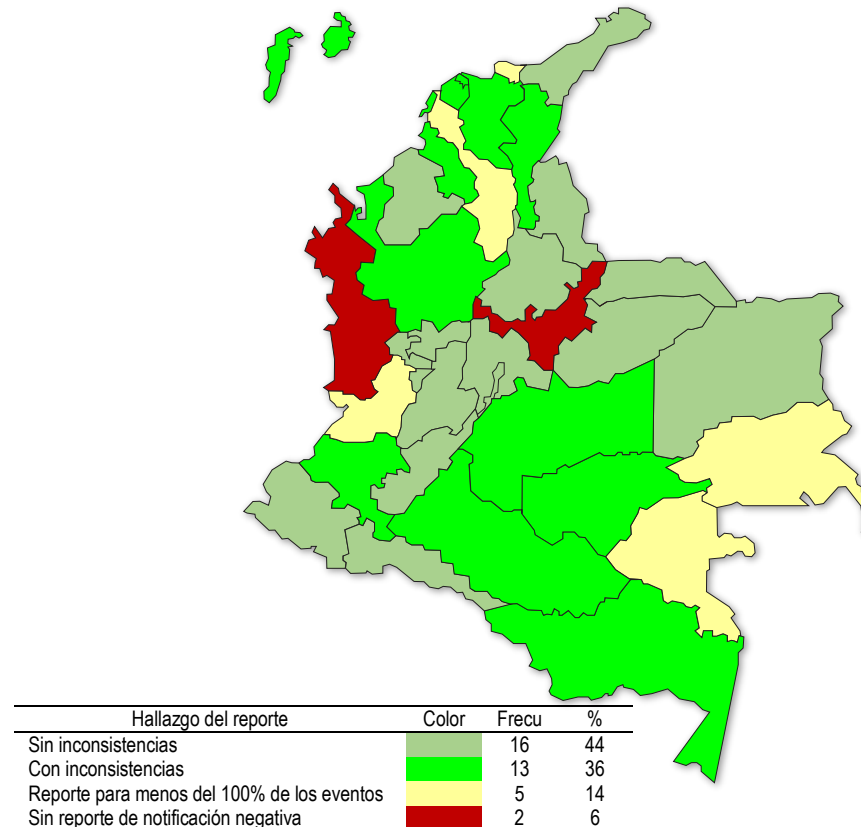 Hallazgo del reporte Color Frecu %
Sin inconsistencias 16 44
Con inconsistencias 13 36
Reporte para menos del 100% de los eventos 5 14
Sin reporte de notificación negativa 2 6